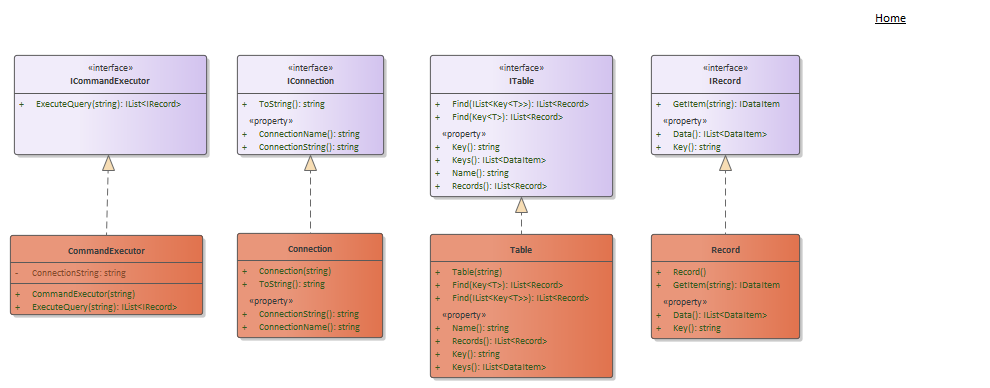 Home
«interface»
ICommandExecutor
+ ExecuteQuery(string): IList<IRecord>
«interface»
IConnection
+ ToString(): string
«property»
+ ConnectionName(): string
+ ConnectionString(): string
«interface»
ITable
+ Find(IList<Key<T>>): IList<Record>
+ Find(Key<T>): IList<Record>
«property»
+ Key(): string
+ Keys(): IList<DataItem>
+ Name(): string
+ Records(): IList<Record>
«interface»
IRecord
+ GetItem(string): IDataItem
«property»
+ Data(): IList<DataItem>
+ Key(): string
CommandExecutor
- ConnectionString: string
+ CommandExecutor(string)
+ ExecuteQuery(string): IList<IRecord>
Connection
+ Connection(string)
+ ToString(): string
«property»
+ ConnectionString(): string
+ ConnectionName(): string
Table
+ Table(string)
+ Find(Key<T>): IList<Record>
+ Find(IList<Key<T>>): IList<Record>
«property»
+ Name(): string
+ Records(): IList<Record>
+ Key(): string
+ Keys(): IList<DataItem>
Record
+ Record()
+ GetItem(string): IDataItem
«property»
+ Data(): IList<DataItem>
+ Key(): string